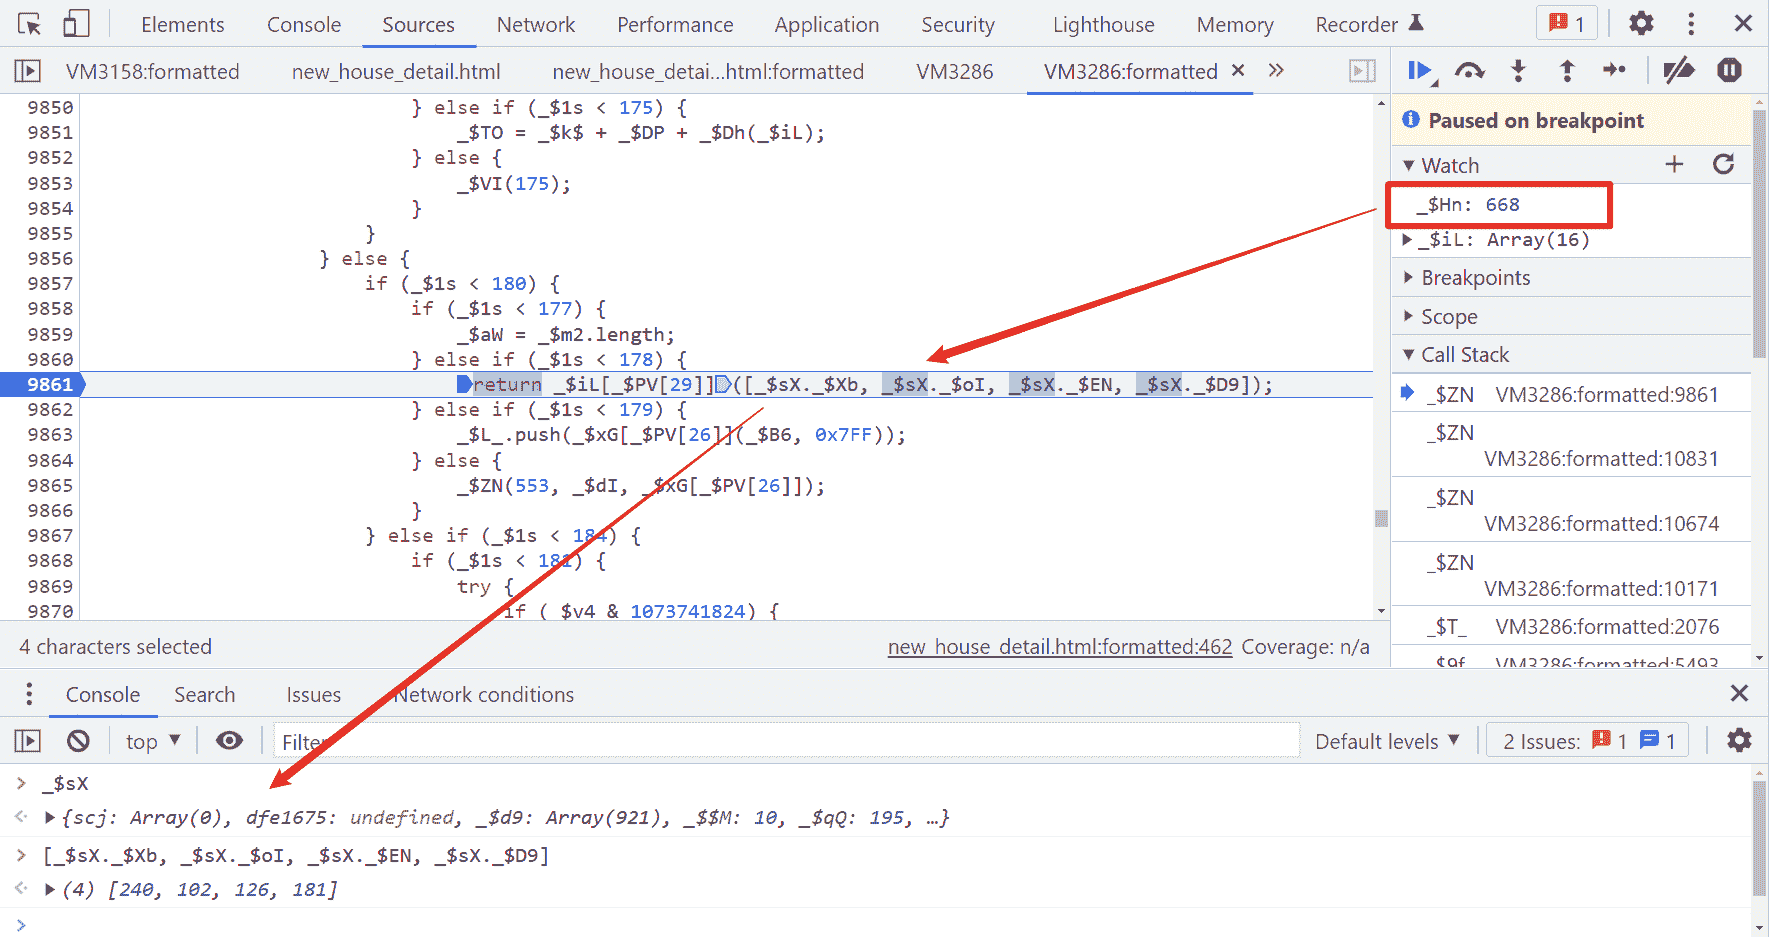 Elements Console Sources Network Performance Application Security Lighthouse Memory Recorder 1
VM3158:formatted new_house_detail.html new_house_detai...html:formatted VM3286 VM3286:formatted
9850 } else if (_$1s < 175) {
9851 _$TO = _$k$ + _$DP + _$Dh(_$iL);
9852 } else {
9853 _$VI(175);
9854 }
9855 }
9856 } else {
9857 if (_$1s < 180) {
9858 if (_$1s < 177) {
9859 _$aW = _$m2.length;
9860 } else if (_$1s < 178) {
9861 return _$iL[_$PV[29]]([_$sX._$Xb, _$sX._$oI, _$sX._$EN, _$sX._$D9]);
9862 } else if (_$1s < 179) {
9863 _$L_.push(_$xG[_$PV[26]](_$B6, 0x7FF));
9864 } else {
9865 _$ZN(553, _$dI, _$xG[_$PV[26]]);
9866 }
9867 } else if (_$1s < 184) {
9868 if (_$1s < 181) {
9869 try {
9870 if (_$v4 & 1073741824) {
4 characters selected new_house_detail.html:formatted:462 Coverage: n/a
Paused on breakpoint
Watch
_$Hn: 668
_$iL: Array(16)
Breakpoints
Scope
Call Stack
_$ZN VM3286:formatted:9861
_$ZN
VM3286:formatted:10831
_$ZN
VM3286:formatted:10674
_$ZN
VM3286:formatted:10171
_$T_ VM3286:formatted:2076
_$9f VM3286:formatted:5493
Console Search Issues Network conditions
top Filter Default levels 2 Issues: 1 1
> _$sX
{scj: Array(0), dfe1675: undefined, _$d9: Array(921), _$$M: 10, _$qQ: 195, …}
> [_$sX._$Xb, _$sX._$oI, _$sX._$EN, _$sX._$D9]
(4) [240, 102, 126, 181]
>